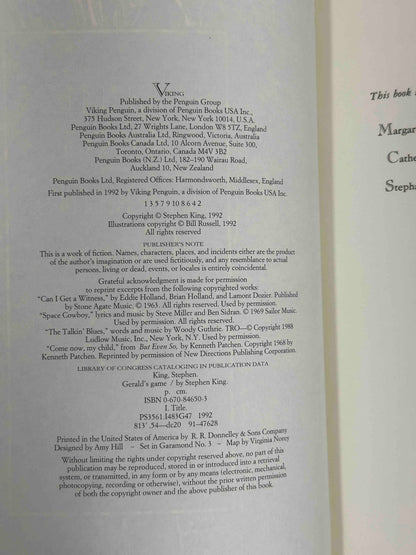 VIKING
Published by the Penguin Group
Viking Penguin, a division of Penguin Books USA Inc.,
375 Hudson Street, New York, New York 10014, U.S.A.
Penguin Books Ltd, 27 Wrights Lane, London W8 5TZ, England
Penguin Books Australia Ltd, Ringwood, Victoria, Australia
Penguin Books Canada Ltd, 10 Alcorn Avenue, Suite 300,
Toronto, Ontario, Canada M4V 3B2
Penguin Books (N.Z.) Ltd, 182–190 Wairau Road,
Auckland 10, New Zealand
Penguin Books Ltd, Registered Offices: Harmondsworth, Middlesex, England
First published in 1992 by Viking Penguin, a division of Penguin Books USA Inc.
1 3 5 7 9 10 8 6 4 2
Copyright © Stephen King, 1992
Illustrations copyright © Bill Russell, 1992
All rights reserved
PUBLISHER'S NOTE
This is a work of fiction. Names, characters, places, and incidents either are the product
of the author's imagination or are used fictitiously, and any resemblance to actual
persons, living or dead, events, or locales is entirely coincidental.
Grateful acknowledgment is made for permission
to reprint excerpts from the following copyrighted works:
"Can I Get a Witness," by Eddie Holland, Brian Holland, and Lamont Dozier. Published
by Stone Agate Music. © 1963. All rights reserved. Used by permission.
"Space Cowboy," lyrics and music by Steve Miller and Ben Sidran. © 1969 Sailor Music.
Used by permission. All rights reserved.
"The Talkin' Blues," words and music by Woody Guthrie. TRO—© Copyright 1988
Ludlow Music, Inc., New York, N.Y. Used by permission.
"Come now, my child," from But Even So, by Kenneth Patchen. Copyright 1968 by
Kenneth Patchen. Reprinted by permission of New Directions Publishing Corporation.
LIBRARY OF CONGRESS CATALOGING IN PUBLICATION DATA
King, Stephen.
Gerald's game / by Stephen King.
p. cm.
ISBN 0-670-84650-3
I. Title.
PS3561.I483G47 1992
813'.54—dc20 91-47628
Printed in the United States of America by R. R. Donnelley & Sons Company
Designed by Amy Hill – Set in Garamond No. 3 – Map by Virginia Norey
Without limiting the rights under copyright reserved above, no part of this
publication may be reproduced, stored in or introduced into a retrieval
system, or transmitted, in any form or by any means (electronic, mechanical,
photocopying, recording or otherwise), without the prior written permission
of both the copyright owner and the above publisher of this book.
This book
Margar
Cathe
Stepha